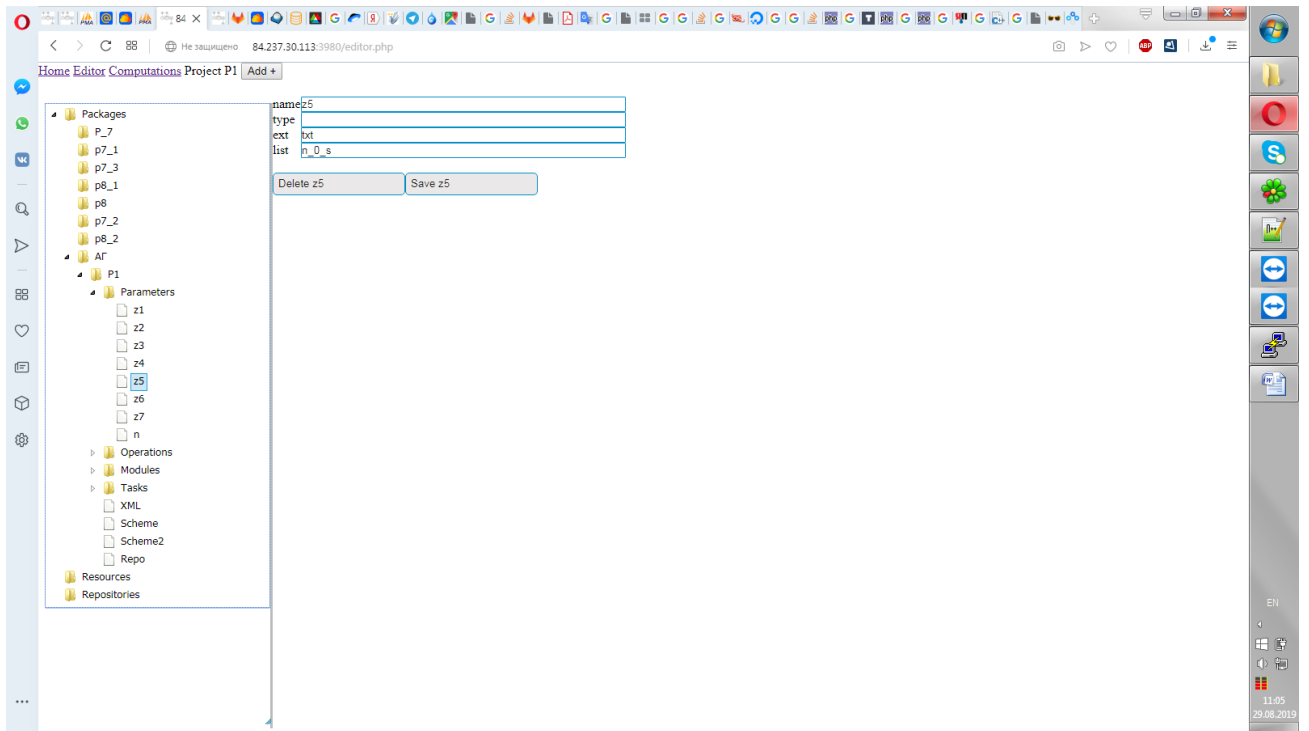 84
Не защищено 84.237.30.113:3980/editor.php
ABP
Home Editor Computations Project P1 Add +
Packages
P_7
p7_1
p7_3
p8_1
p8
p7_2
p8_2
АГ
P1
Parameters
z1
z2
z3
z4
z5
z6
z7
n
Operations
Modules
Tasks
XML
Scheme
Scheme2
Repo
Resources
Repositories
name z5
type
ext txt
list n_0_s
Delete z5 Save z5
EN
11:05
29.08.2019